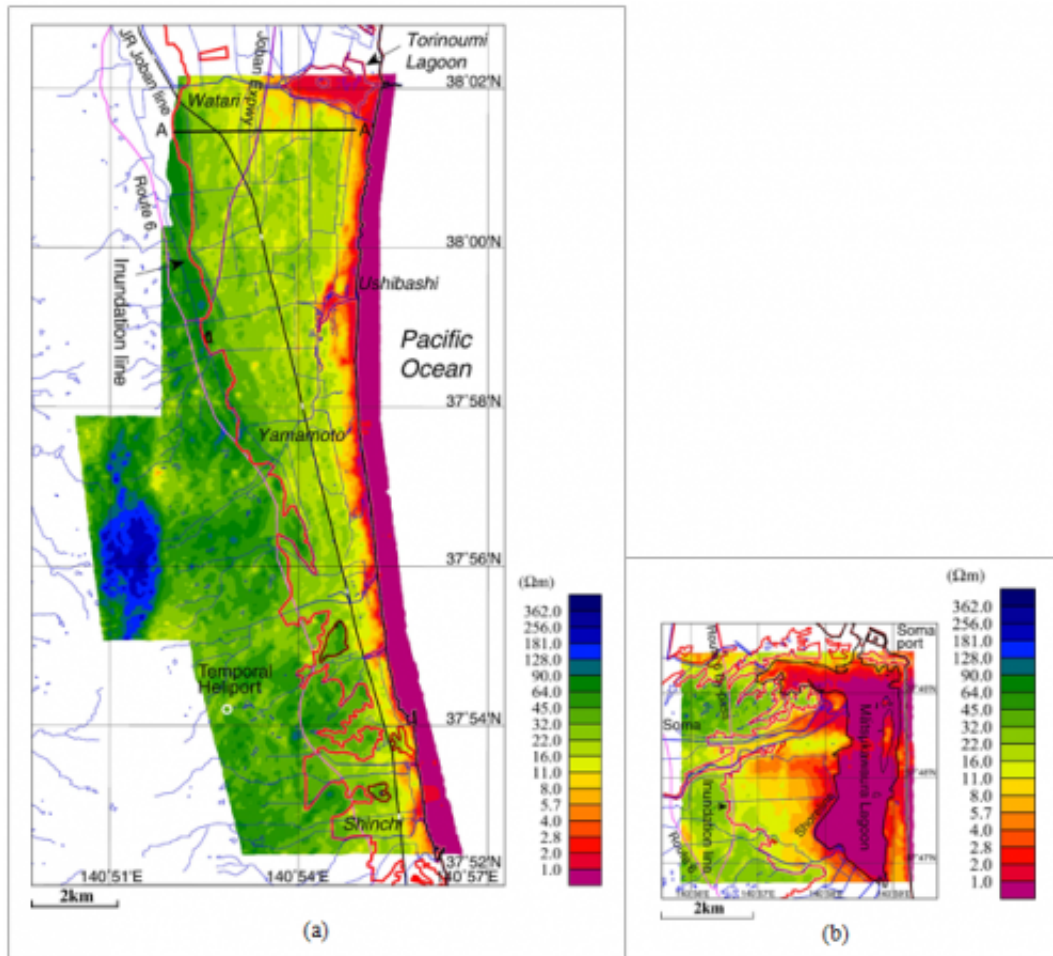 JR Joban line
Joban Expwy
Torinoumi
Lagoon
38°02'N
Watari
A
A'
Route 6
38°00'N
Inundation line
Ushibashi
Pacific
Ocean
37°58'N
Yamamoto
37°56'N
Temporal
Heliport
37°54'N
Shinchi
37°52'N
140°51'E
140°54'E
140°57'E
2km
(a)
(Ωm)
362.0
256.0
181.0
128.0
90.0
64.0
45.0
32.0
22.0
16.0
11.0
8.0
5.7
4.0
2.8
2.0
1.0
Soma
port
Soma
Matsukawaura Lagoon
Inundation line
Shoreline
37°47'N
140°57'E
2km
(b)
(Ωm)
362.0
256.0
181.0
128.0
90.0
64.0
45.0
32.0
22.0
16.0
11.0
8.0
5.7
4.0
2.8
2.0
1.0